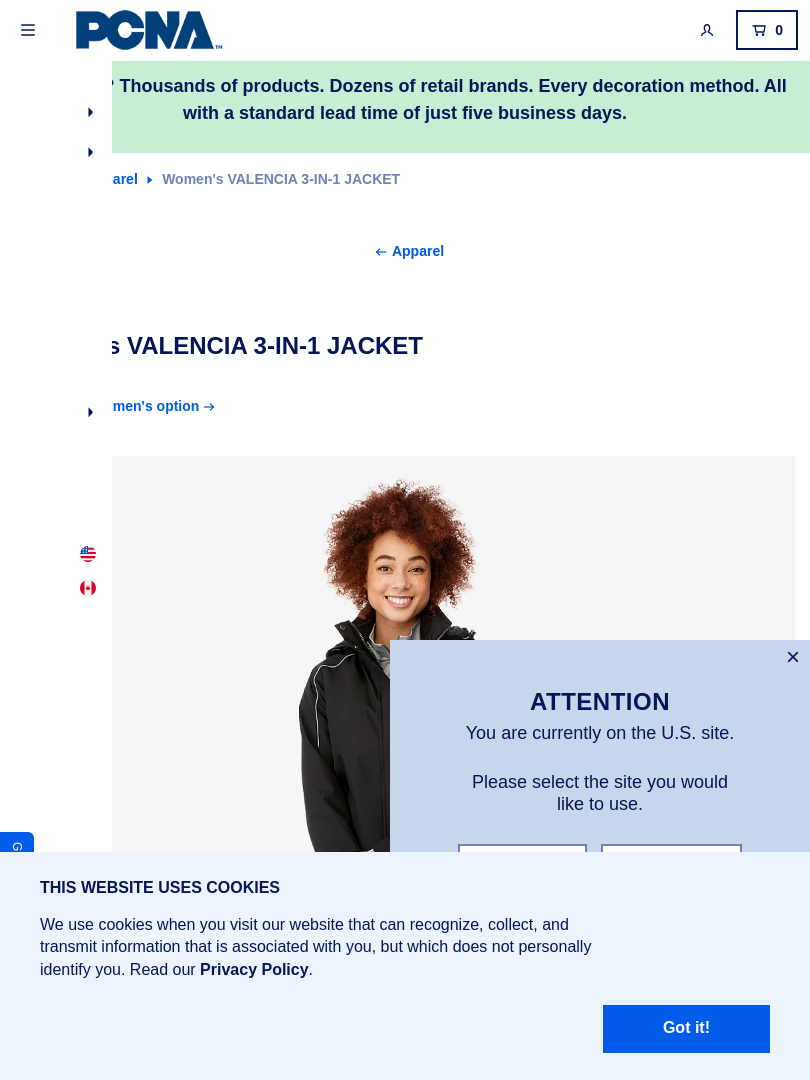 PCNA TM
0
? Thousands of products. Dozens of retail brands. Every decoration method. All
with a standard lead time of just five business days.
arel Women's VALENCIA 3-IN-1 JACKET
← Apparel
s VALENCIA 3-IN-1 JACKET
men's option →
ATTENTION
You are currently on the U.S. site.
Please select the site you would
like to use.
G
THIS WEBSITE USES COOKIES
We use cookies when you visit our website that can recognize, collect, and
transmit information that is associated with you, but which does not personally
identify you. Read our Privacy Policy.
Got it!